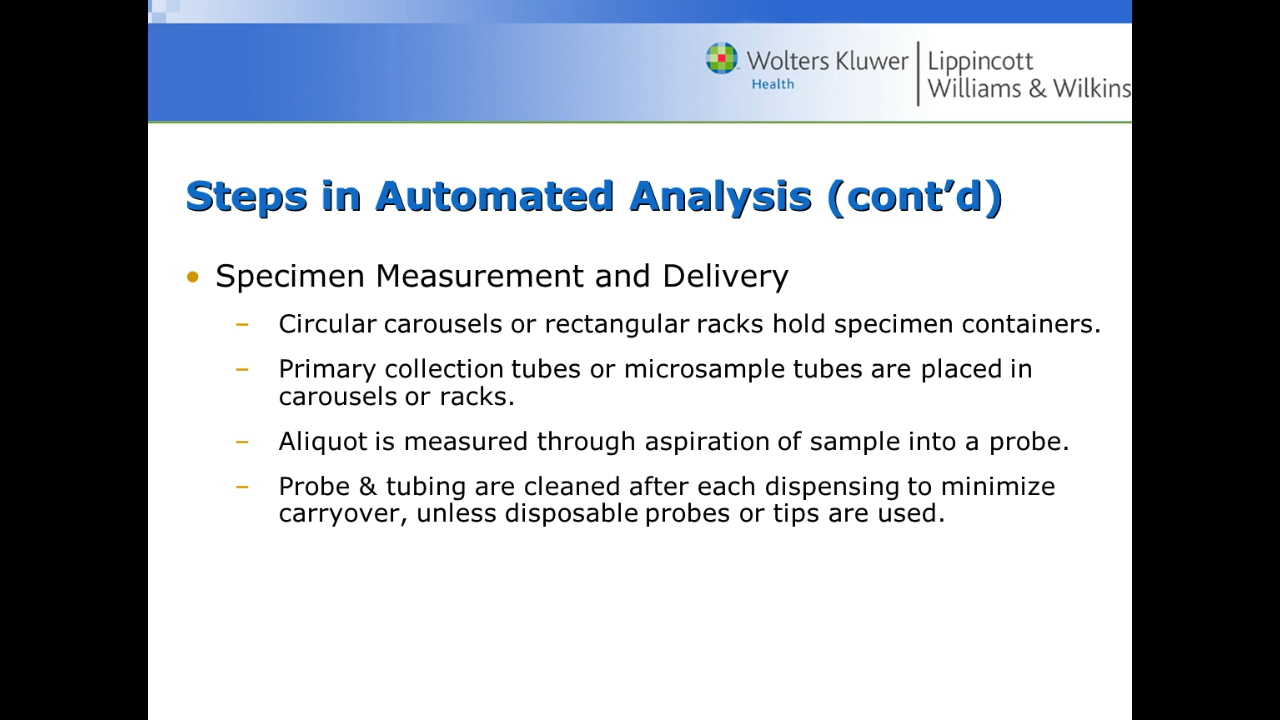 Wolters Kluwer
Health
Lippincott
Williams & Wilkins
Steps in Automated Analysis (cont’d)
• Specimen Measurement and Delivery
– Circular carousels or rectangular racks hold specimen containers.
– Primary collection tubes or microsample tubes are placed in
carousels or racks.
– Aliquot is measured through aspiration of sample into a probe.
– Probe & tubing are cleaned after each dispensing to minimize
carryover, unless disposable probes or tips are used.